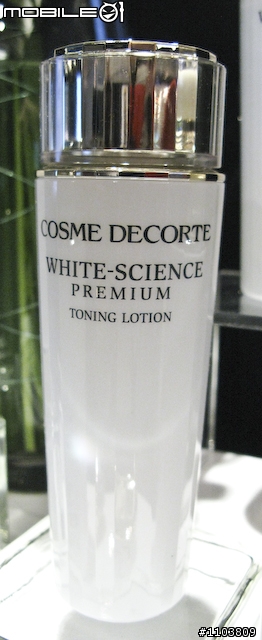 MOBILE01
COSME DECORTE
WHITE-SCIENCE
PREMIUM
TONING LOTION
#1103809